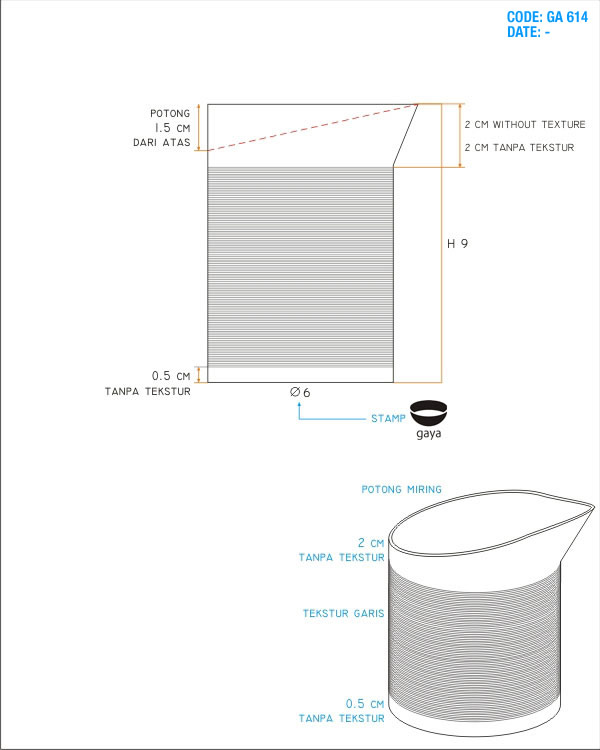 CODE: GA 614
DATE: -
POTONG
1.5 CM
DARI ATAS
2 CM WITHOUT TEXTURE
2 CM TANPA TEKSTUR
H 9
0.5 CM
TANPA TEKSTUR
Ø 6
STAMP
gaya
POTONG MIRING
2 CM
TANPA TEKSTUR
TEKSTUR GARIS
0.5 CM
TANPA TEKSTUR